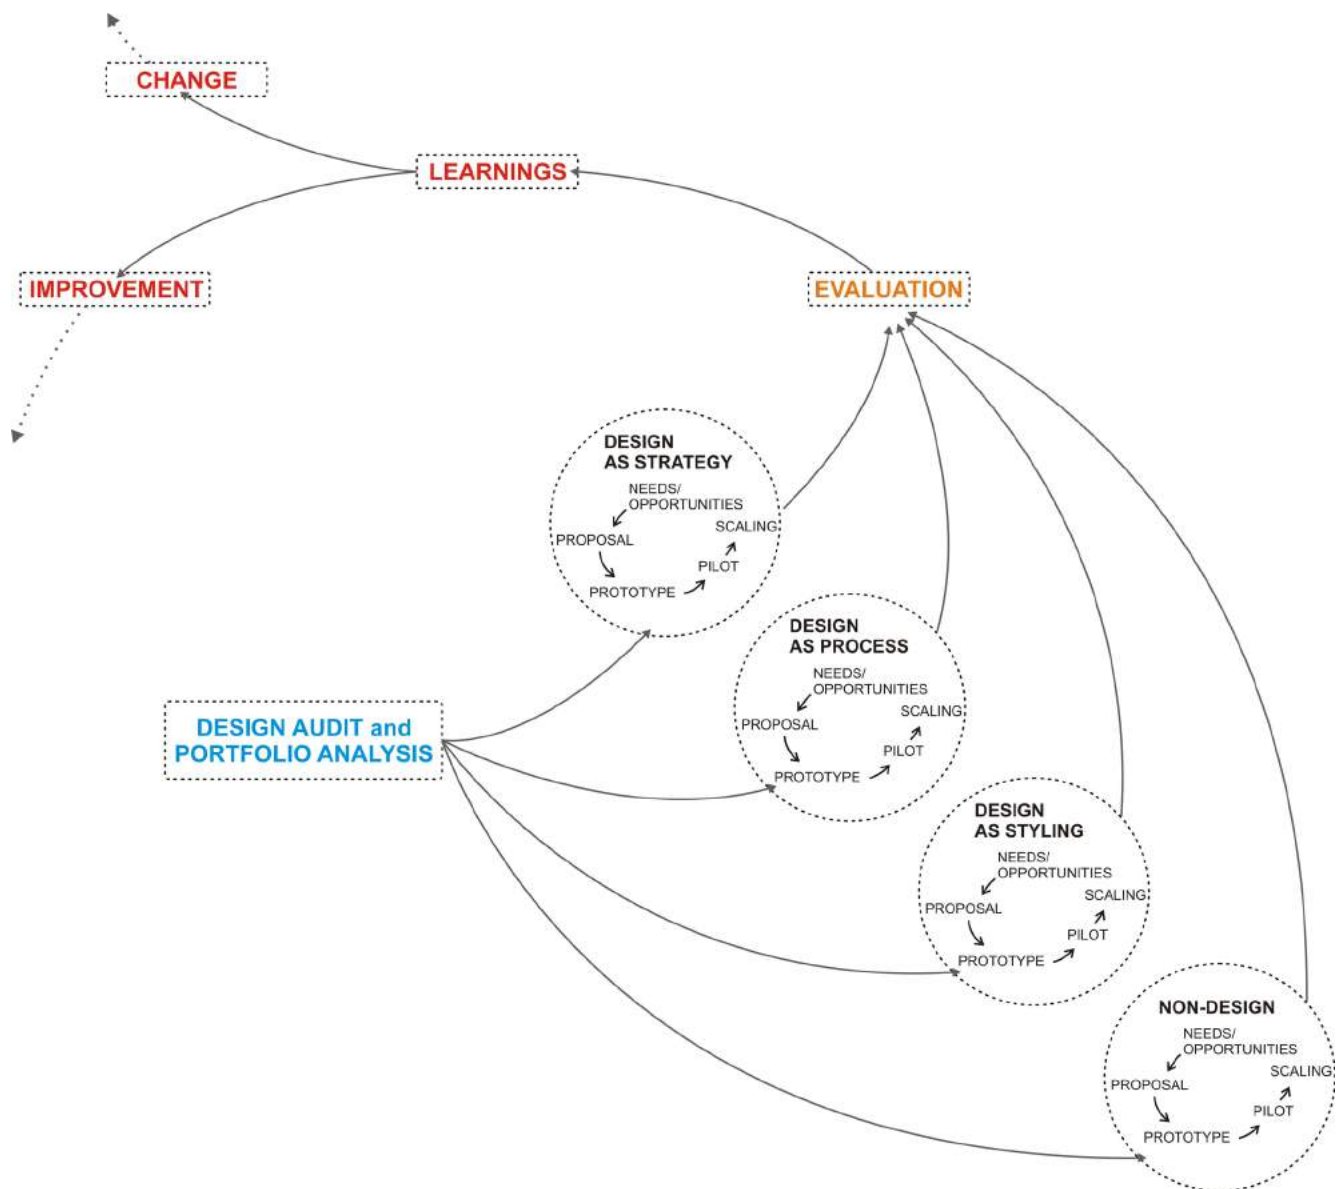 CHANGE
LEARNINGS
IMPROVEMENT
EVALUATION
DESIGN
AS STRATEGY
NEEDS/
OPPORTUNITIES
PROPOSAL
PROTOTYPE
PILOT
SCALING
DESIGN
AS PROCESS
NEEDS/
OPPORTUNITIES
PROPOSAL
PROTOTYPE
PILOT
SCALING
DESIGN AUDIT and
PORTFOLIO ANALYSIS
DESIGN
AS STYLING
NEEDS/
OPPORTUNITIES
PROPOSAL
PROTOTYPE
PILOT
SCALING
NON-DESIGN
NEEDS/
OPPORTUNITIES
PROPOSAL
PROTOTYPE
PILOT
SCALING